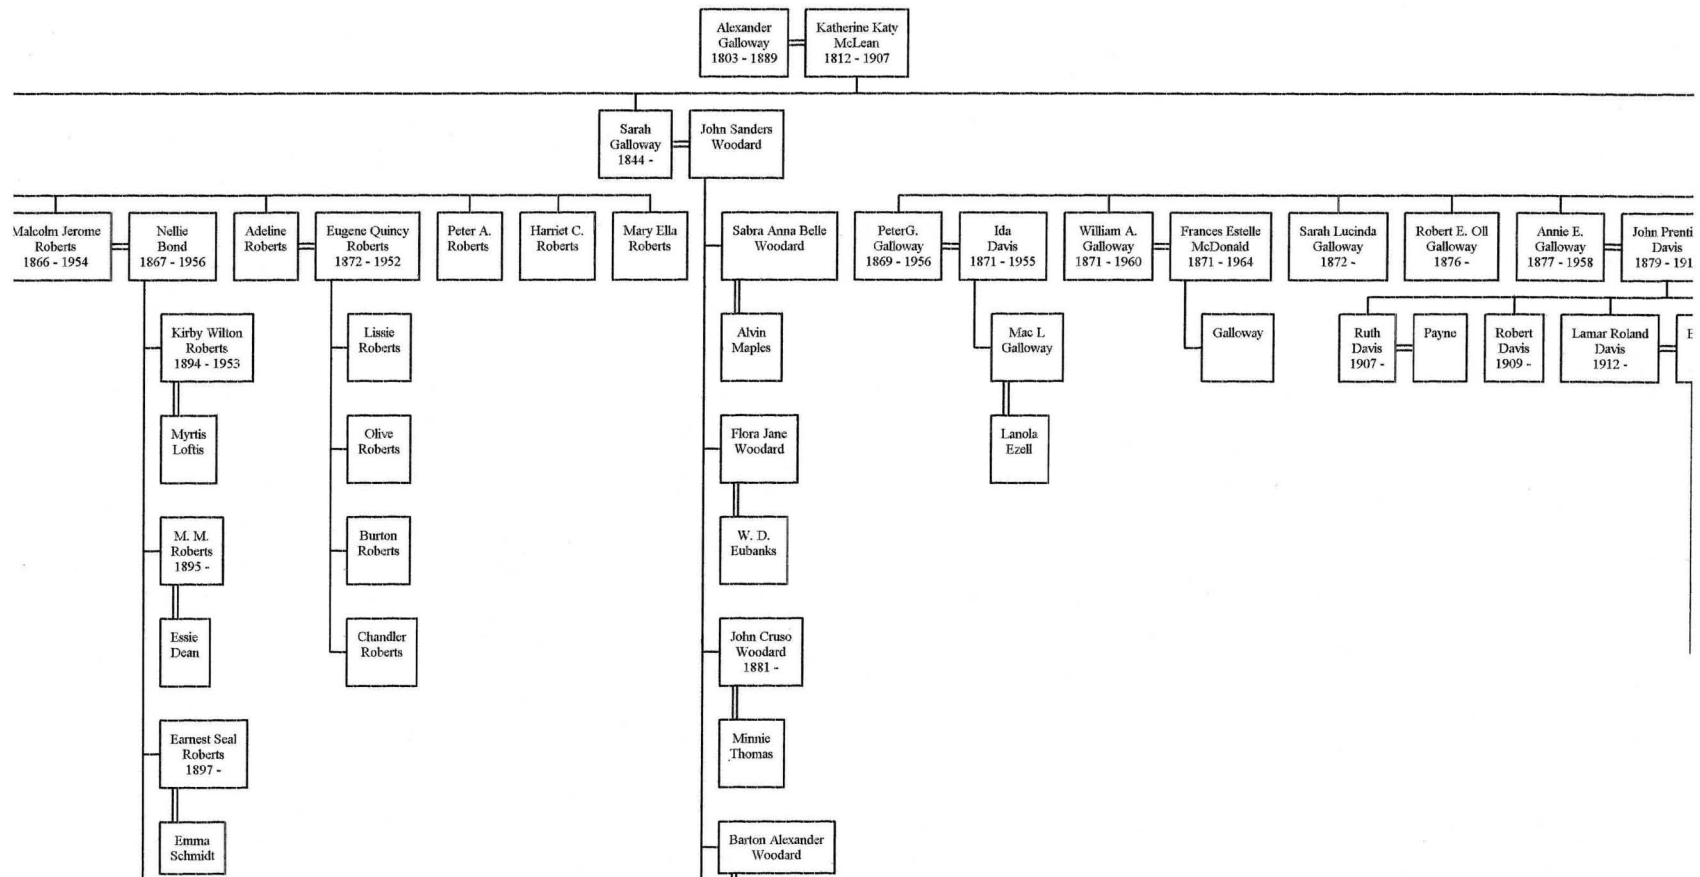 Alexander
Galloway
1803 - 1889
Katherine Katy
McLean
1812 - 1907
Sarah
Galloway
1844 -
John Sanders
Woodard
Malcolm Jerome
Roberts
1866 - 1954
Nellie
Bond
1867 - 1956
Adeline
Roberts
Eugene Quincy
Roberts
1872 - 1952
Peter A.
Roberts
Harriet C.
Roberts
Mary Ella
Roberts
Sabra Anna Belle
Woodard
PeterG.
Galloway
1869 - 1956
Ida
Davis
1871 - 1955
William A.
Galloway
1871 - 1960
Frances Estelle
McDonald
1871 - 1964
Sarah Lucinda
Galloway
1872 -
Robert E. Oll
Galloway
1876 -
Annie E.
Galloway
1877 - 1958
John Prenti
Davis
1879 - 191
Kirby Wilton
Roberts
1894 - 1953
Lissie
Roberts
Alvin
Maples
Mac L
Galloway
Galloway
Ruth
Davis
1907 -
Payne
Robert
Davis
1909 -
Lamar Roland
Davis
1912 -
Myrtis
Loftis
Olive
Roberts
Flora Jane
Woodard
Lanola
Ezell
M. M.
Roberts
1895 -
Burton
Roberts
W. D.
Eubanks
Essie
Dean
Chandler
Roberts
John Cruso
Woodard
1881 -
Earnest Seal
Roberts
1897 -
Minnie
Thomas
Emma
Schmidt
Barton Alexander
Woodard